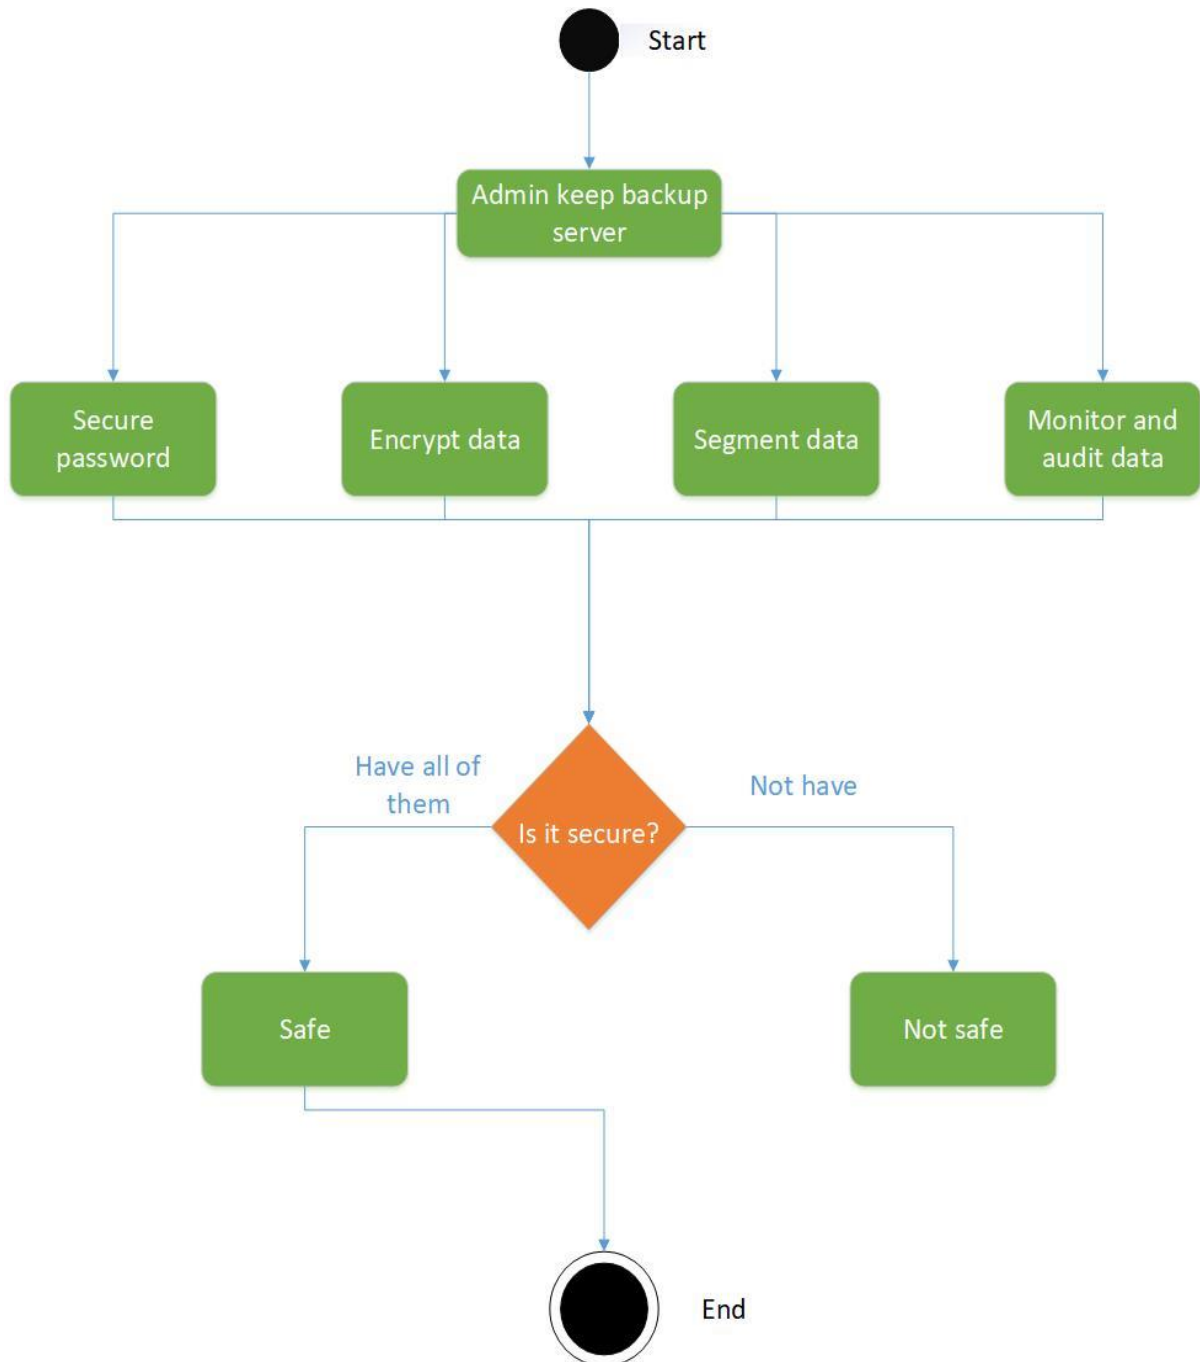 Start
Admin keep backup
server
Secure
password
Encrypt data
Segment data
Monitor and
audit data
Have all of
them
Not have
Is it secure?
Safe
Not safe
End